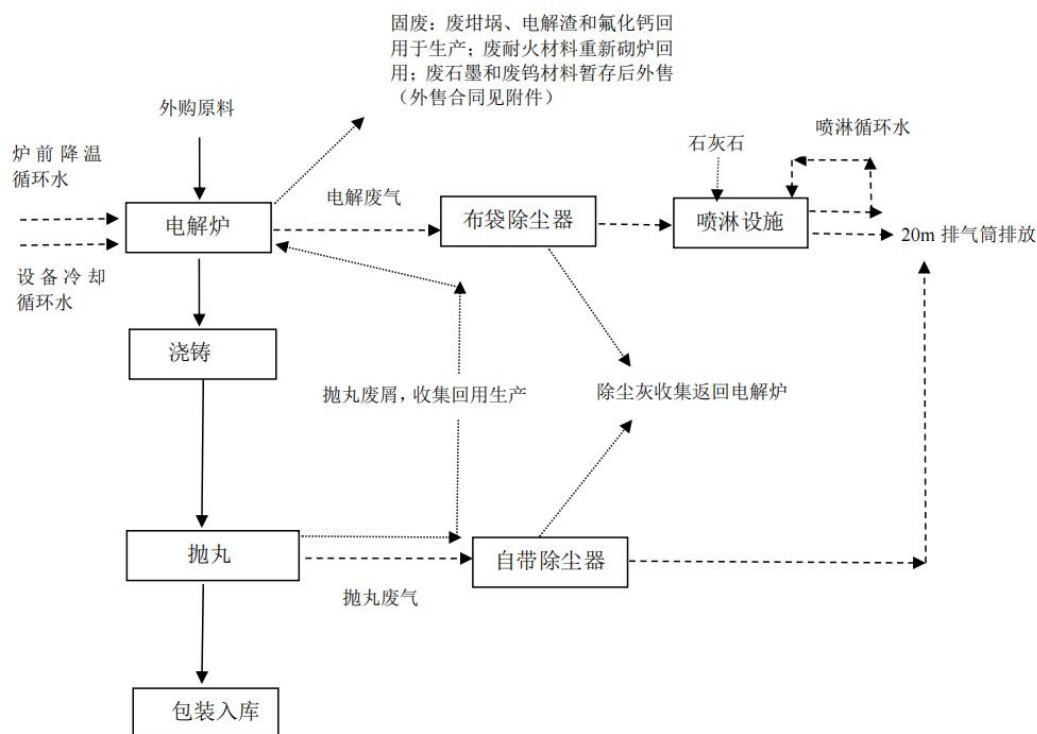 固废：废坩埚、电解渣和氟化钙回
用于生产；废耐火材料重新砌炉回
用；废石墨和废钨材料暂存后外售
（外售合同见附件）
外购原料
喷淋循环水
石灰石
炉前降温
循环水
电解废气
电解炉
布袋除尘器
喷淋设施
20m 排气筒排放
设备冷却
循环水
浇铸
抛丸废屑，收集回用生产
除尘灰收集返回电解炉
抛丸
自带除尘器
抛丸废气
包装入库